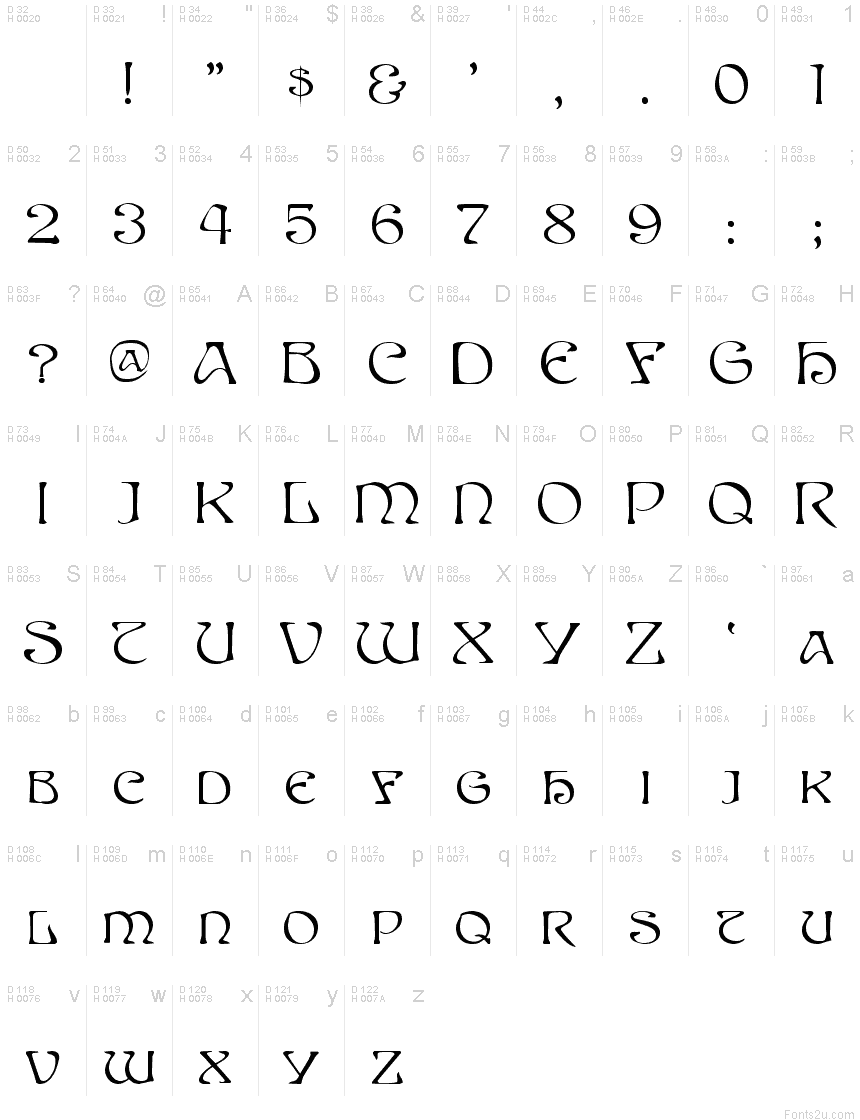 D 32 D 33 ! D 34 " D 36 $ D 38 & D 39 ' D 44 , D 46 . D 48 0 D 49 1
H 0020 H 0021 H 0022 H 0024 H 0026 H 0027 H 002C H 002E H 0030 H 0031
! " $ & ' , . 0 1
D 50 2 D 51 3 D 52 4 D 53 5 D 54 6 D 55 7 D 56 8 D 57 9 D 58 : D 59 ;
H 0032 H 0033 H 0034 H 0035 H 0036 H 0037 H 0038 H 0039 H 003A H 003B
2 3 4 5 6 7 8 9 : ;
D 63 ? D 64 @ D 65 A D 66 B D 67 C D 68 D D 69 E D 70 F D 71 G D 72 H
H 003F H 0040 H 0041 H 0042 H 0043 H 0044 H 0045 H 0046 H 0047 H 0048
? @ A B C D E F G H
D 73 I D 74 J D 75 K D 76 L D 77 M D 78 N D 79 O D 80 P D 81 Q D 82 R
H 0049 H 004A H 004B H 004C H 004D H 004E H 004F H 0050 H 0051 H 0052
I J K L M N O P Q R
D 83 S D 84 T D 85 U D 86 V D 87 W D 88 X D 89 Y D 90 Z D 96 ` D 97 a
H 0053 H 0054 H 0055 H 0056 H 0057 H 0058 H 0059 H 005A H 0060 H 0061
S T U V W X Y Z ‘ A
D 98 b D 99 c D 100 d D 101 e D 102 f D 103 g D 104 h D 105 i D 106 j D 107 k
H 0062 H 0063 H 0064 H 0065 H 0066 H 0067 H 0068 H 0069 H 006A H 006B
B C D E F G H I J K
D 108 l D 109 m D 110 n D 111 o D 112 p D 113 q D 114 r D 115 s D 116 t D 117 u
H 006C H 006D H 006E H 006F H 0070 H 0071 H 0072 H 0073 H 0074 H 0075
L M N O P Q R S T U
D 118 v D 119 w D 120 x D 121 y D 122 z
H 0076 H 0077 H 0078 H 0079 H 007A
V W X Y Z
Fonts2u.com